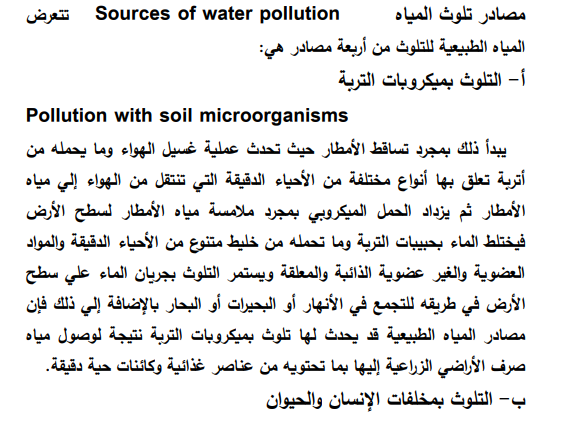 مصادر تلوث المياه Sources of water pollution تتعرض
المياه الطبيعية للتلوث من أربعة مصادر هي:
أ- التلوث بميكروبات التربة
Pollution with soil microorganisms
يبدأ ذلك بمجرد تساقط الأمطار حيث تحدث عملية غسيل الهواء وما يحمله من
أتربة تعلق بها أنواع مختلفة من الأحياء الدقيقة التي تنتقل من الهواء إلي مياه
الأمطار ثم يزداد الحمل الميكروبي بمجرد ملامسة مياه الأمطار لسطح الأرض
فيختلط الماء بحبيبات التربة وما تحمله من خليط متنوع من الأحياء الدقيقة والمواد
العضوية والغير عضوية الذائبة والمعلقة ويستمر التلوث بجريان الماء علي سطح
الأرض في طريقه للتجمع في الأنهار أو البحيرات أو البحار بالإضافة إلي ذلك فإن
مصادر المياه الطبيعية قد يحدث لها تلوث بميكروبات التربة نتيجة لوصول مياه
صرف الأراضي الزراعية إليها بما تحتويه من عناصر غذائية وكائنات حية دقيقة.
ب- التلوث بمخلفات الإنسان والحيوان